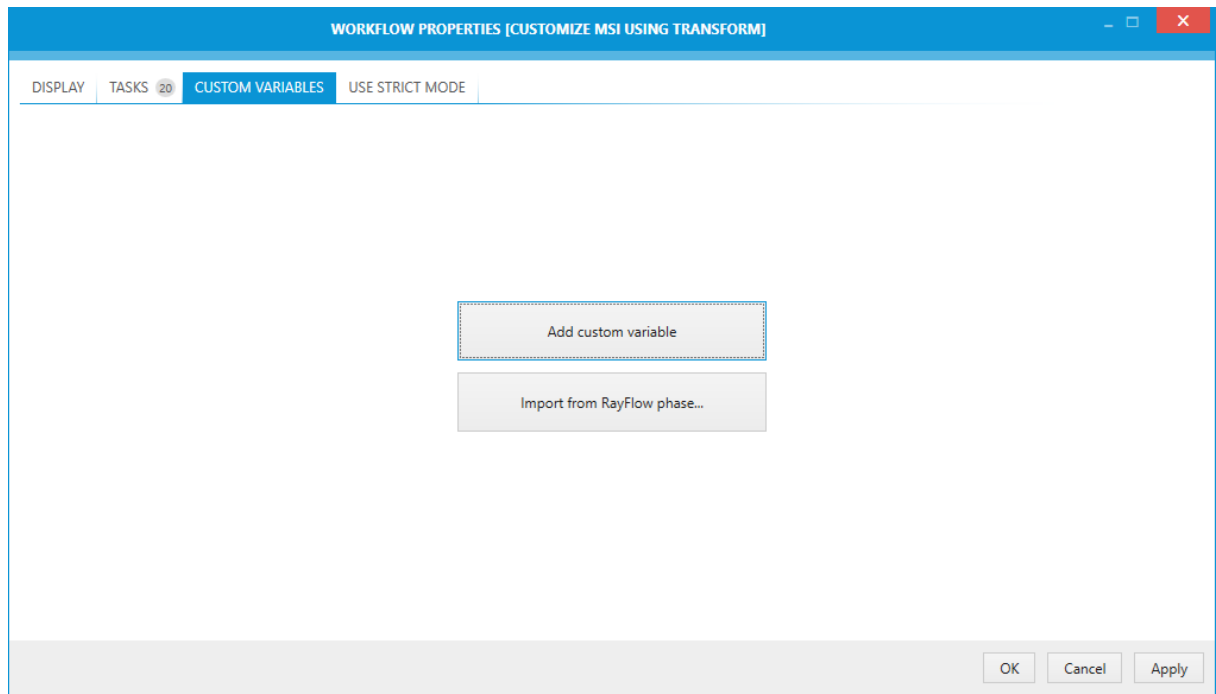 WORKFLOW PROPERTIES [CUSTOMIZE MSI USING TRANSFORM]
DISPLAY TASKS 20 CUSTOM VARIABLES USE STRICT MODE
Add custom variable
Import from RayFlow phase...
OK Cancel Apply